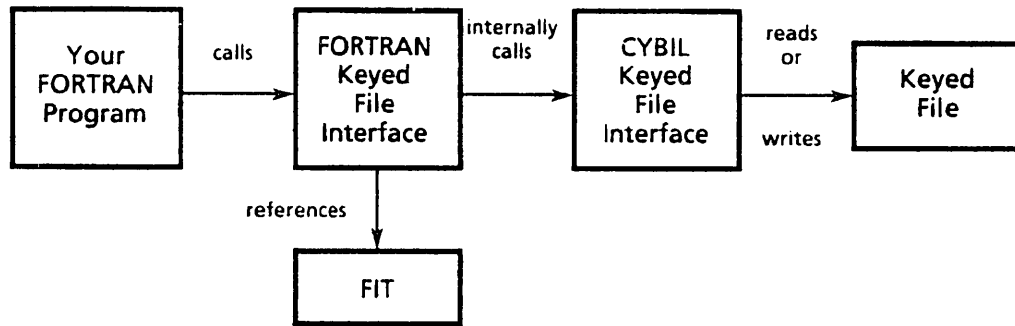 Your
FORTRAN
Program
calls
FORTRAN
Keyed
File
Interface
internally
calls
CYBIL
Keyed
File
Interface
reads
or
writes
Keyed
File
references
FIT